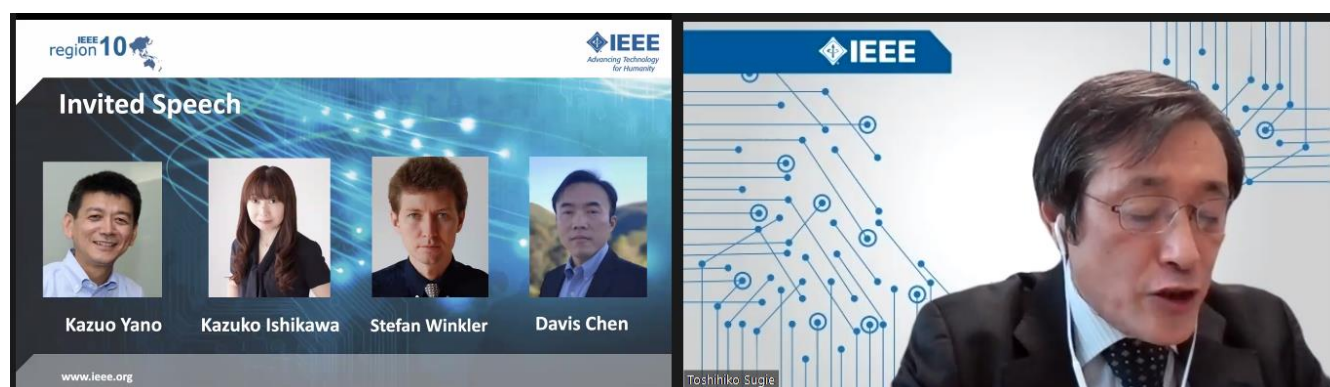 IEEE
region 10
IEEE
Advancing Technology
for Humanity
Invited Speech
Kazuo Yano
Kazuko Ishikawa
Stefan Winkler
Davis Chen
www.ieee.org
IEEE
Toshihiko Sugie